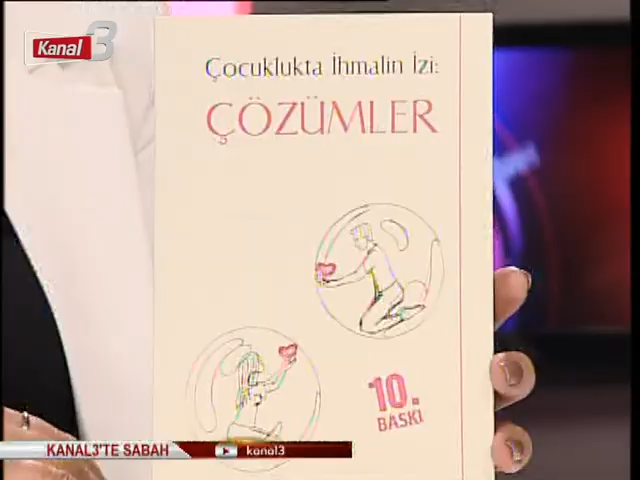 Kanal 3
Çocuklukta İhmalin İzi:
ÇÖZÜMLER
10.
BASKI
KANAL3'TE SABAH
kanal3